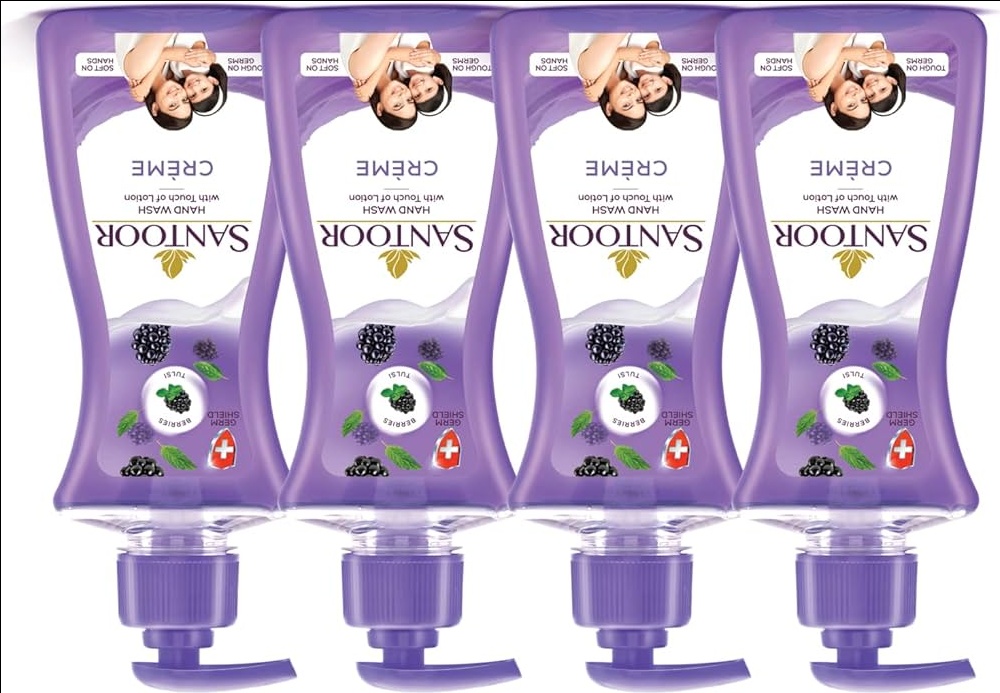 GERM
SHIELD
BERRIES
TULSI
SANTOOR
HAND WASH
with Touch of Lotion
CRÈME
TOUGH ON
GERMS
SOFT ON
HANDS
GERM
SHIELD
BERRIES
TULSI
SANTOOR
HAND WASH
with Touch of Lotion
CRÈME
TOUGH ON
GERMS
SOFT ON
HANDS
GERM
SHIELD
BERRIES
TULSI
SANTOOR
HAND WASH
with Touch of Lotion
CRÈME
TOUGH ON
GERMS
SOFT ON
HANDS
GERM
SHIELD
BERRIES
TULSI
SANTOOR
HAND WASH
with Touch of Lotion
CRÈME
OUGH ON
GERMS
SOFT ON
HANDS